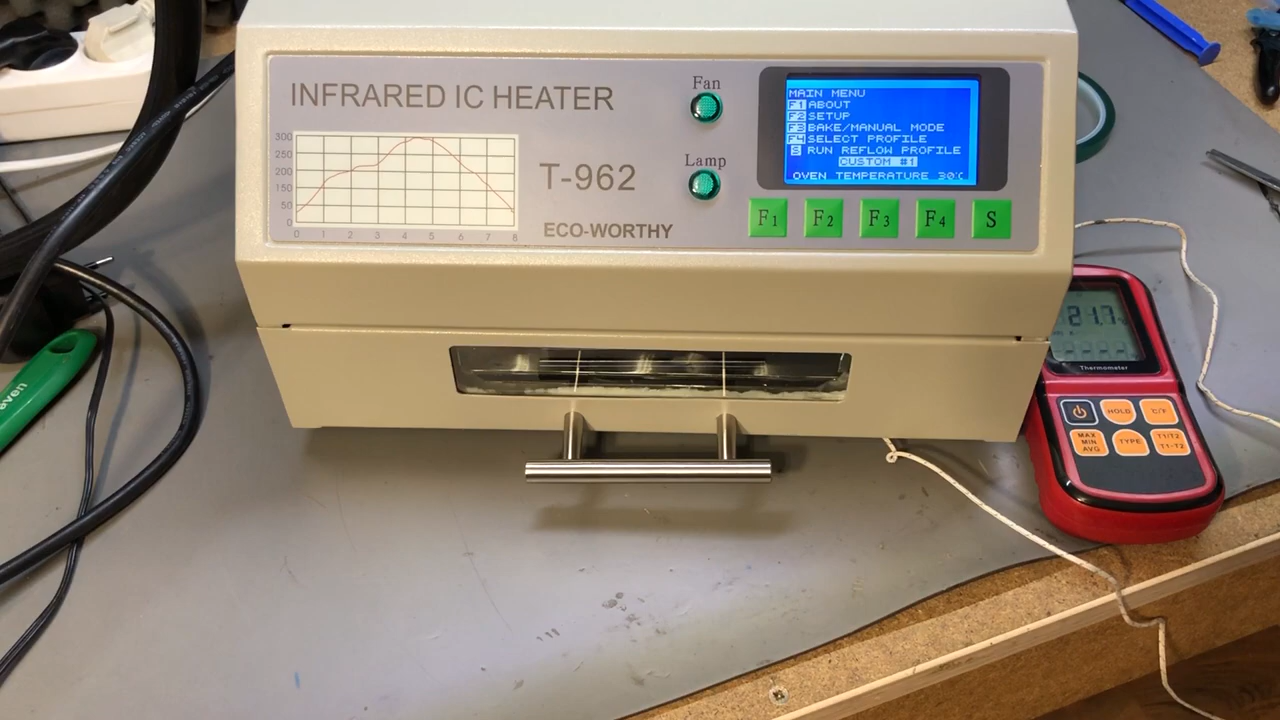 INFRARED IC HEATER
300
250
200
150
50
0
0 1 2 3 4 5 6 7 8
T-962
ECO-WORTHY
Fan
Lamp
MAIN MENU
F1 ABOUT
F2 SETUP
F3 BAKE/MANUAL MODE
F4 SELECT PROFILE
S RUN REFLOW PROFILE
CUSTOM #1
OVEN TEMPERATURE 30°C
F1 F2 F3 F4 S
21.7
Thermometer
HOLD °C/F
MAX
MIN
AVG
TYPE
T1/T2
T1-T2
aven